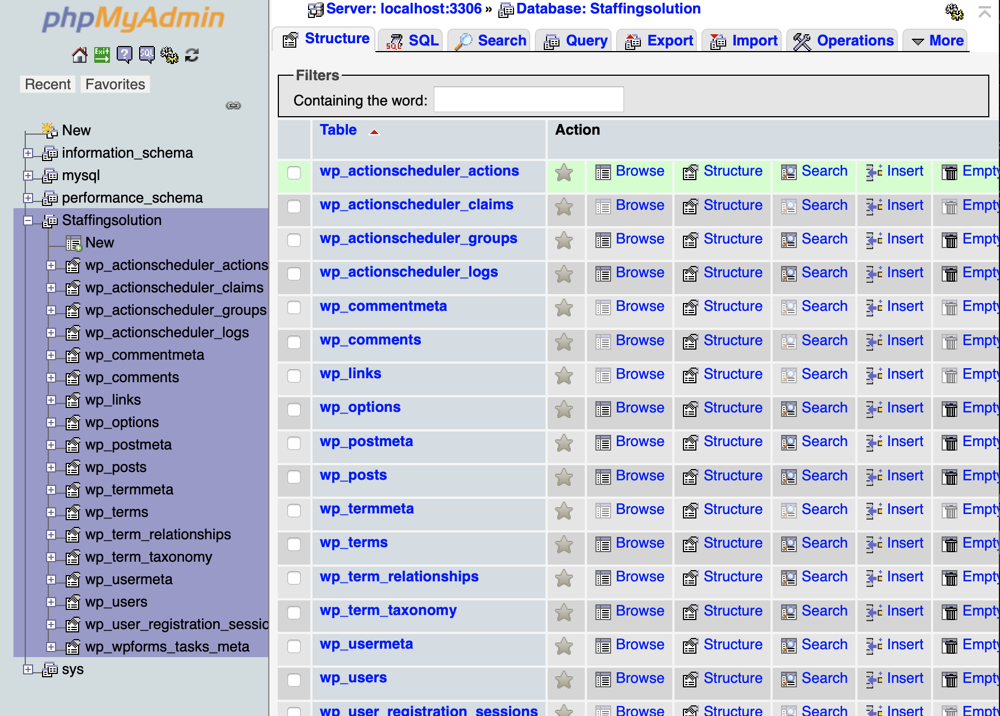 phpMyAdmin
Recent Favorites
New
information_schema
mysql
performance_schema
Staffingsolution
New
wp_actionscheduler_actions
wp_actionscheduler_claims
wp_actionscheduler_groups
wp_actionscheduler_logs
wp_commentmeta
wp_comments
wp_links
wp_options
wp_postmeta
wp_posts
wp_termmeta
wp_terms
wp_term_relationships
wp_term_taxonomy
wp_usermeta
wp_users
wp_user_registration_sessio
wp_wpforms_tasks_meta
sys
Server: localhost:3306 » Database: Staffingsolution
Structure SQL Search Query Export Import Operations More
Filters
Containing the word:
Table Action
wp_actionscheduler_actions Browse Structure Search Insert Empty
wp_actionscheduler_claims Browse Structure Search Insert Empty
wp_actionscheduler_groups Browse Structure Search Insert Empty
wp_actionscheduler_logs Browse Structure Search Insert Empty
wp_commentmeta Browse Structure Search Insert Empty
wp_comments Browse Structure Search Insert Empty
wp_links Browse Structure Search Insert Empty
wp_options Browse Structure Search Insert Empty
wp_postmeta Browse Structure Search Insert Empty
wp_posts Browse Structure Search Insert Empty
wp_termmeta Browse Structure Search Insert Empty
wp_terms Browse Structure Search Insert Empty
wp_term_relationships Browse Structure Search Insert Empty
wp_term_taxonomy Browse Structure Search Insert Empty
wp_usermeta Browse Structure Search Insert Empty
wp_users Browse Structure Search Insert Empty
wp_user_registration_sessions Browse Structure Search Insert Empty